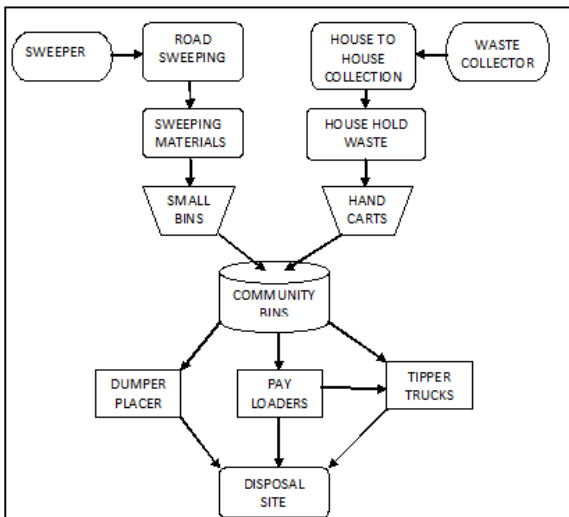 SWEEPER
ROAD
SWEEPING
HOUSE TO
HOUSE
COLLECTION
WASTE
COLLECTOR
SWEEPING
MATERIALS
HOUSE HOLD
WASTE
SMALL
BINS
HAND
CARTS
COMMUNITY
BINS
DUMPER
PLACER
PAY
LOADERS
TIPPER
TRUCKS
DISPOSAL
SITE